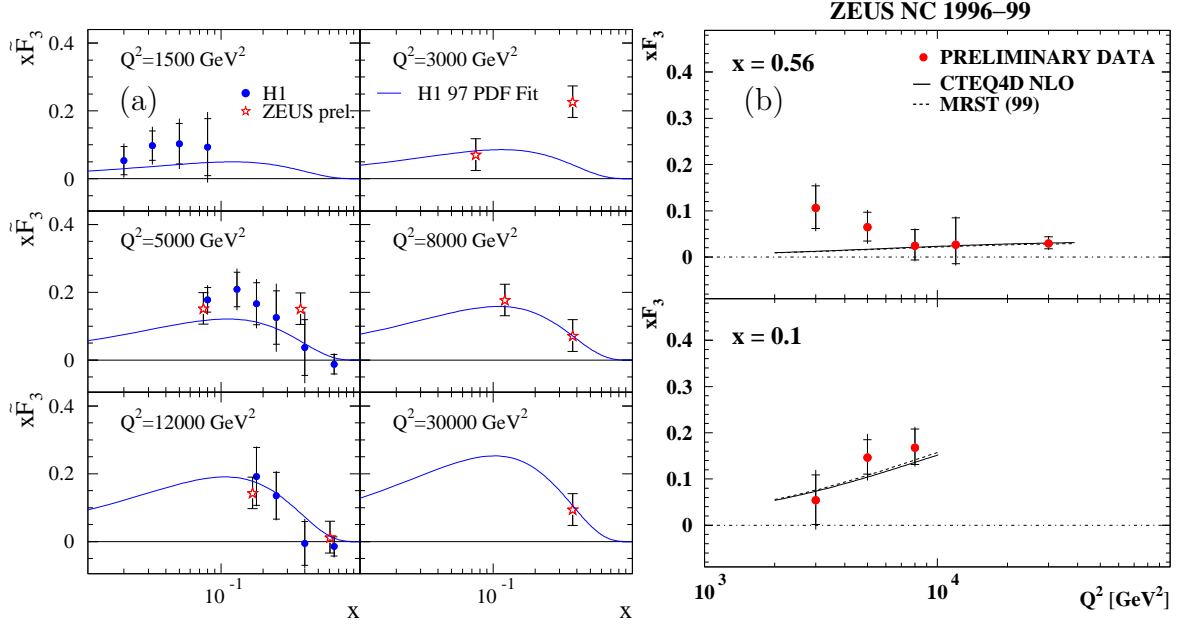 ZEUS NC 1996–99
xF̃₃
0.4
0.2
0
Q²=1500 GeV²
(a)
H1
ZEUS prel.
Q²=3000 GeV²
H1 97 PDF Fit
xF̃₃
0.4
0.2
0
Q²=5000 GeV²
Q²=8000 GeV²
xF̃₃
0.4
0.2
0
Q²=12000 GeV²
Q²=30000 GeV²
10⁻¹
x
10⁻¹
x
xF₃
0.4
0.3
0.2
0.1
0
x = 0.56
(b)
PRELIMINARY DATA
CTEQ4D NLO
MRST (99)
xF₃
0.4
0.3
0.2
0.1
0
x = 0.1
10³
10⁴
Q² [GeV²]